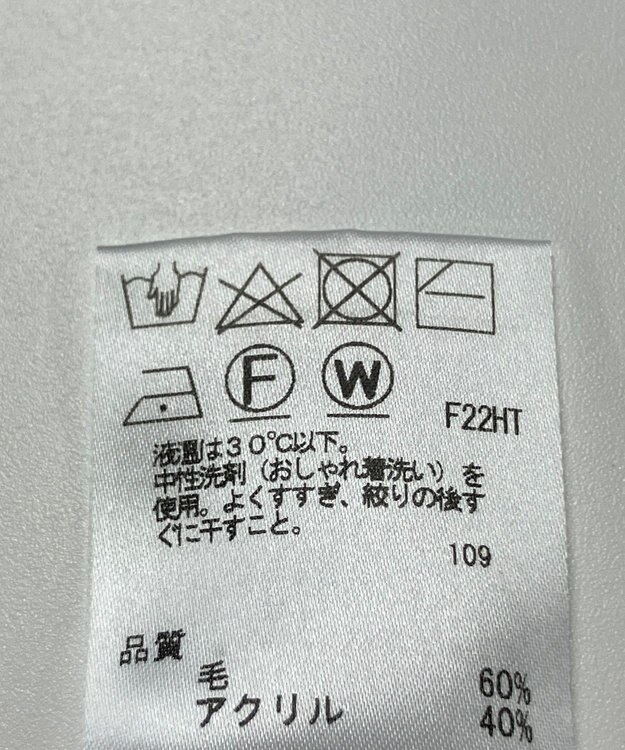 F W
F22HT
液温は30℃以下。
中性洗剤（おしゃれ着洗い）を
使用。よくすすぎ、絞りの後す
ぐに干すこと。
109
品質
毛 60%
アクリル 40%